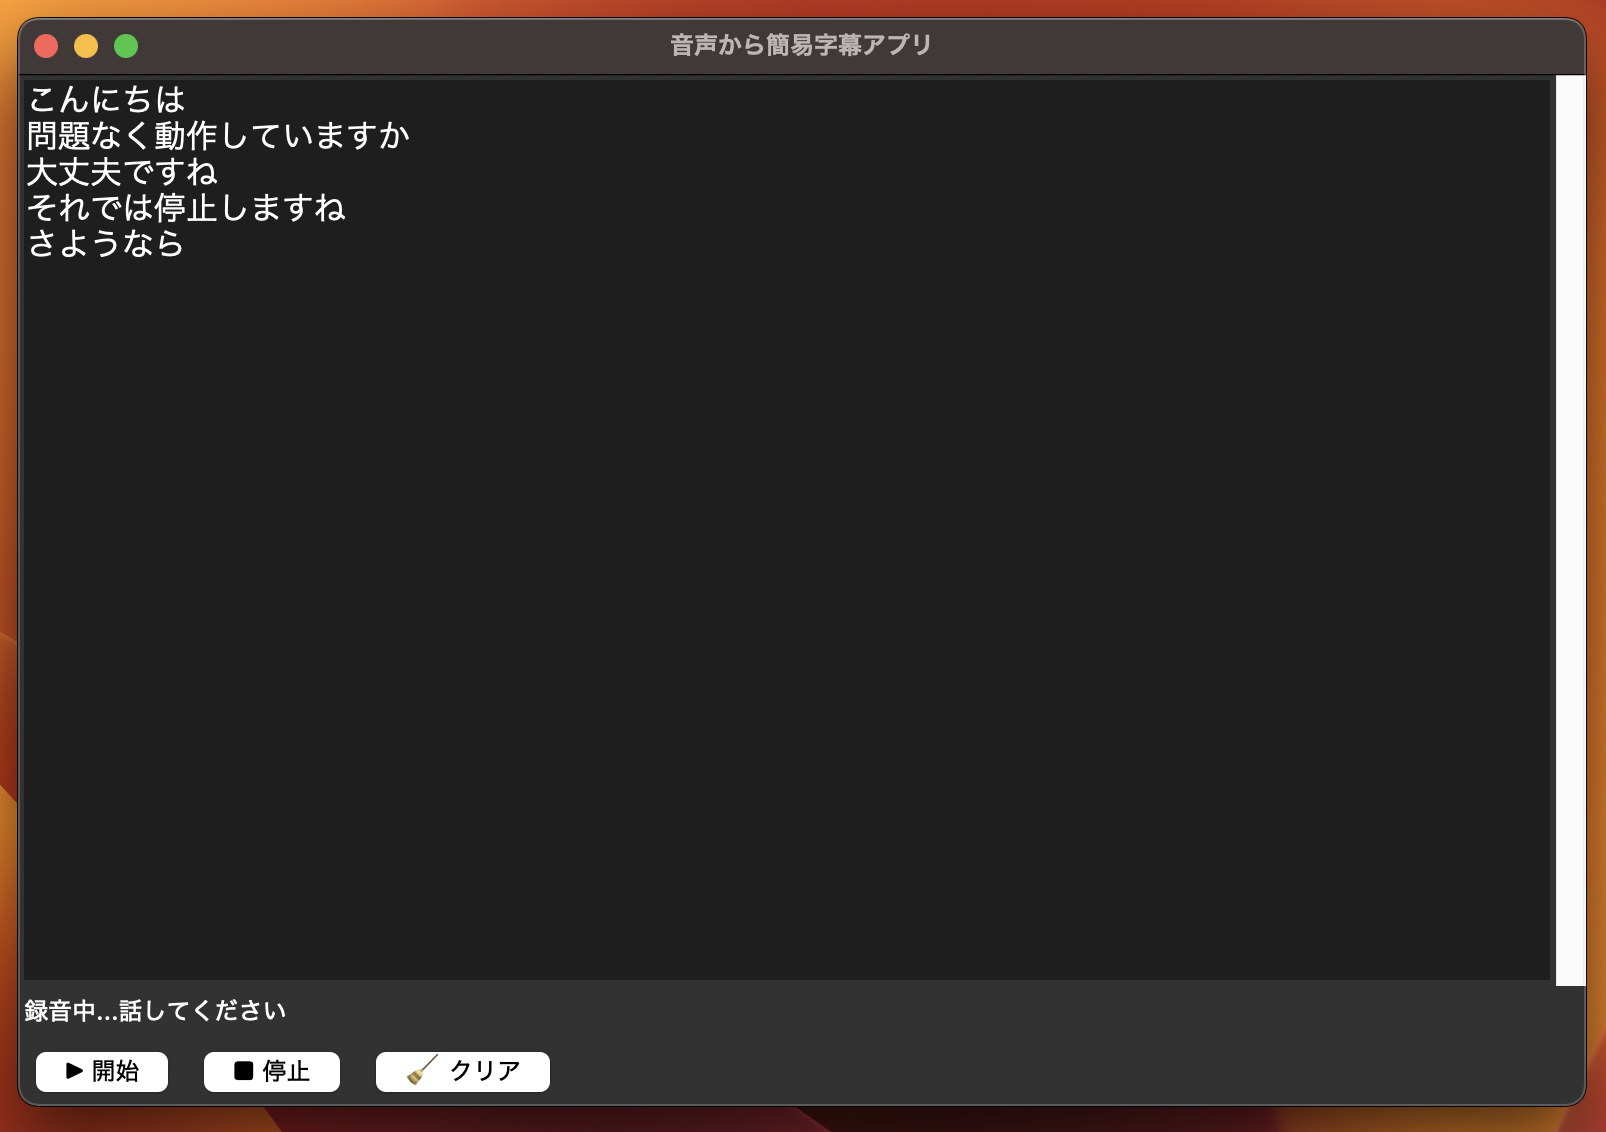 音声から簡易字幕アプリ
こんにちは
問題なく動作していますか
大丈夫ですね
それでは停止しますね
さようなら
録音中...話してください
▶ 開始
■ 停止
🧹 クリア